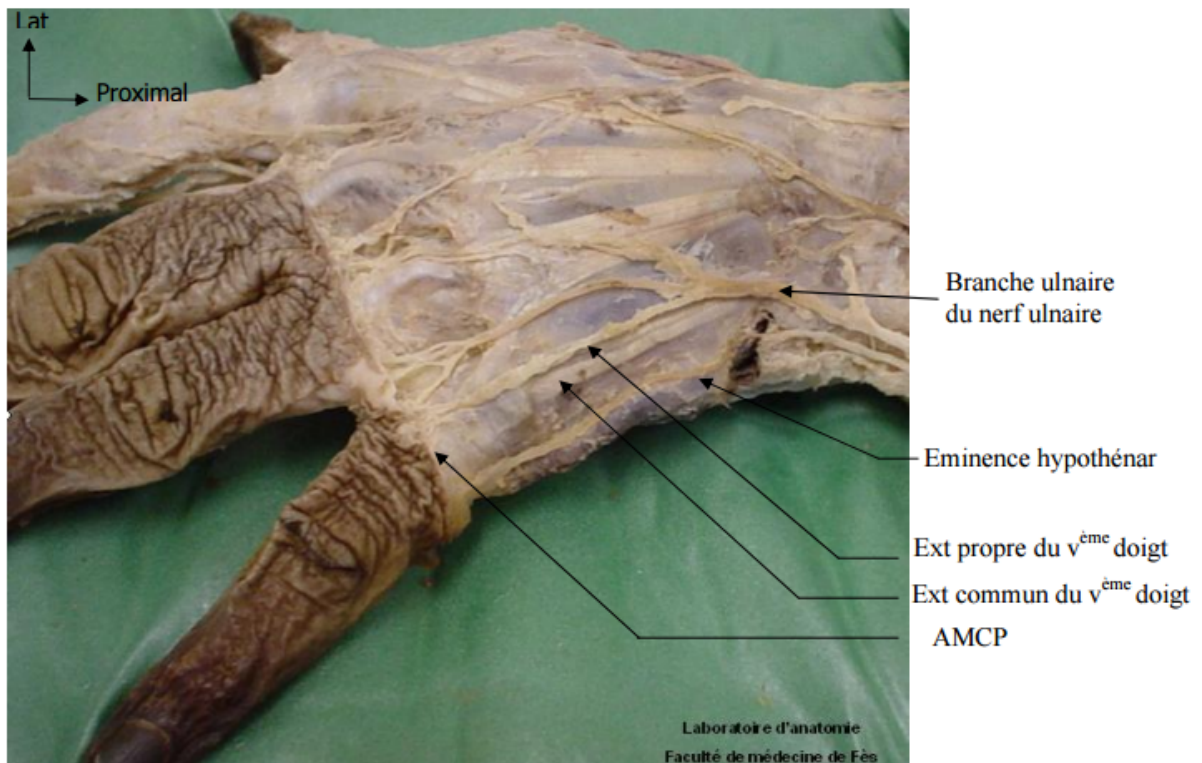 Lat
Proximal
Branche ulnaire
du nerf ulnaire
Eminence hypothénar
Ext propre du vème doigt
Ext commun du vème doigt
AMCP
Laboratoire d'anatomie
Faculté de médecine de Fès